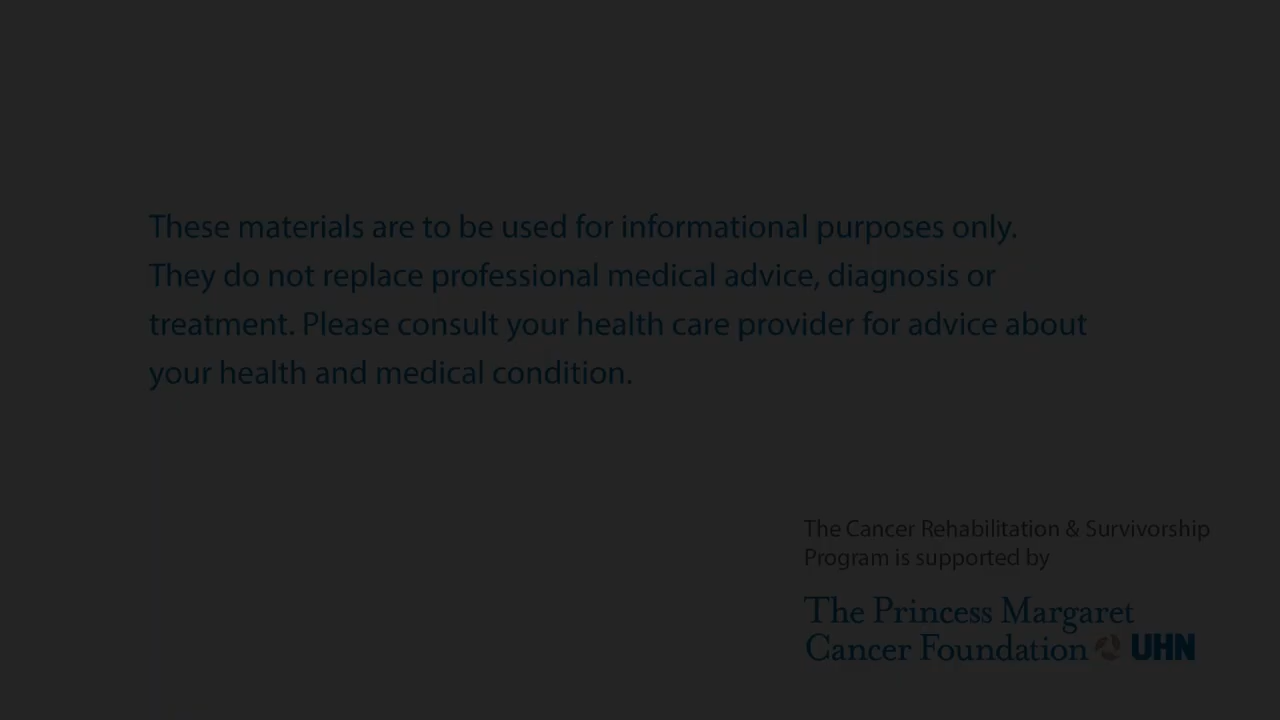 These materials are to be used for informational purposes only.
They do not replace professional medical advice, diagnosis or
treatment. Please consult your health care provider for advice about
your health and medical condition.
The Cancer Rehabilitation & Survivorship
Program is supported by
The Princess Margaret
Cancer Foundation UHN